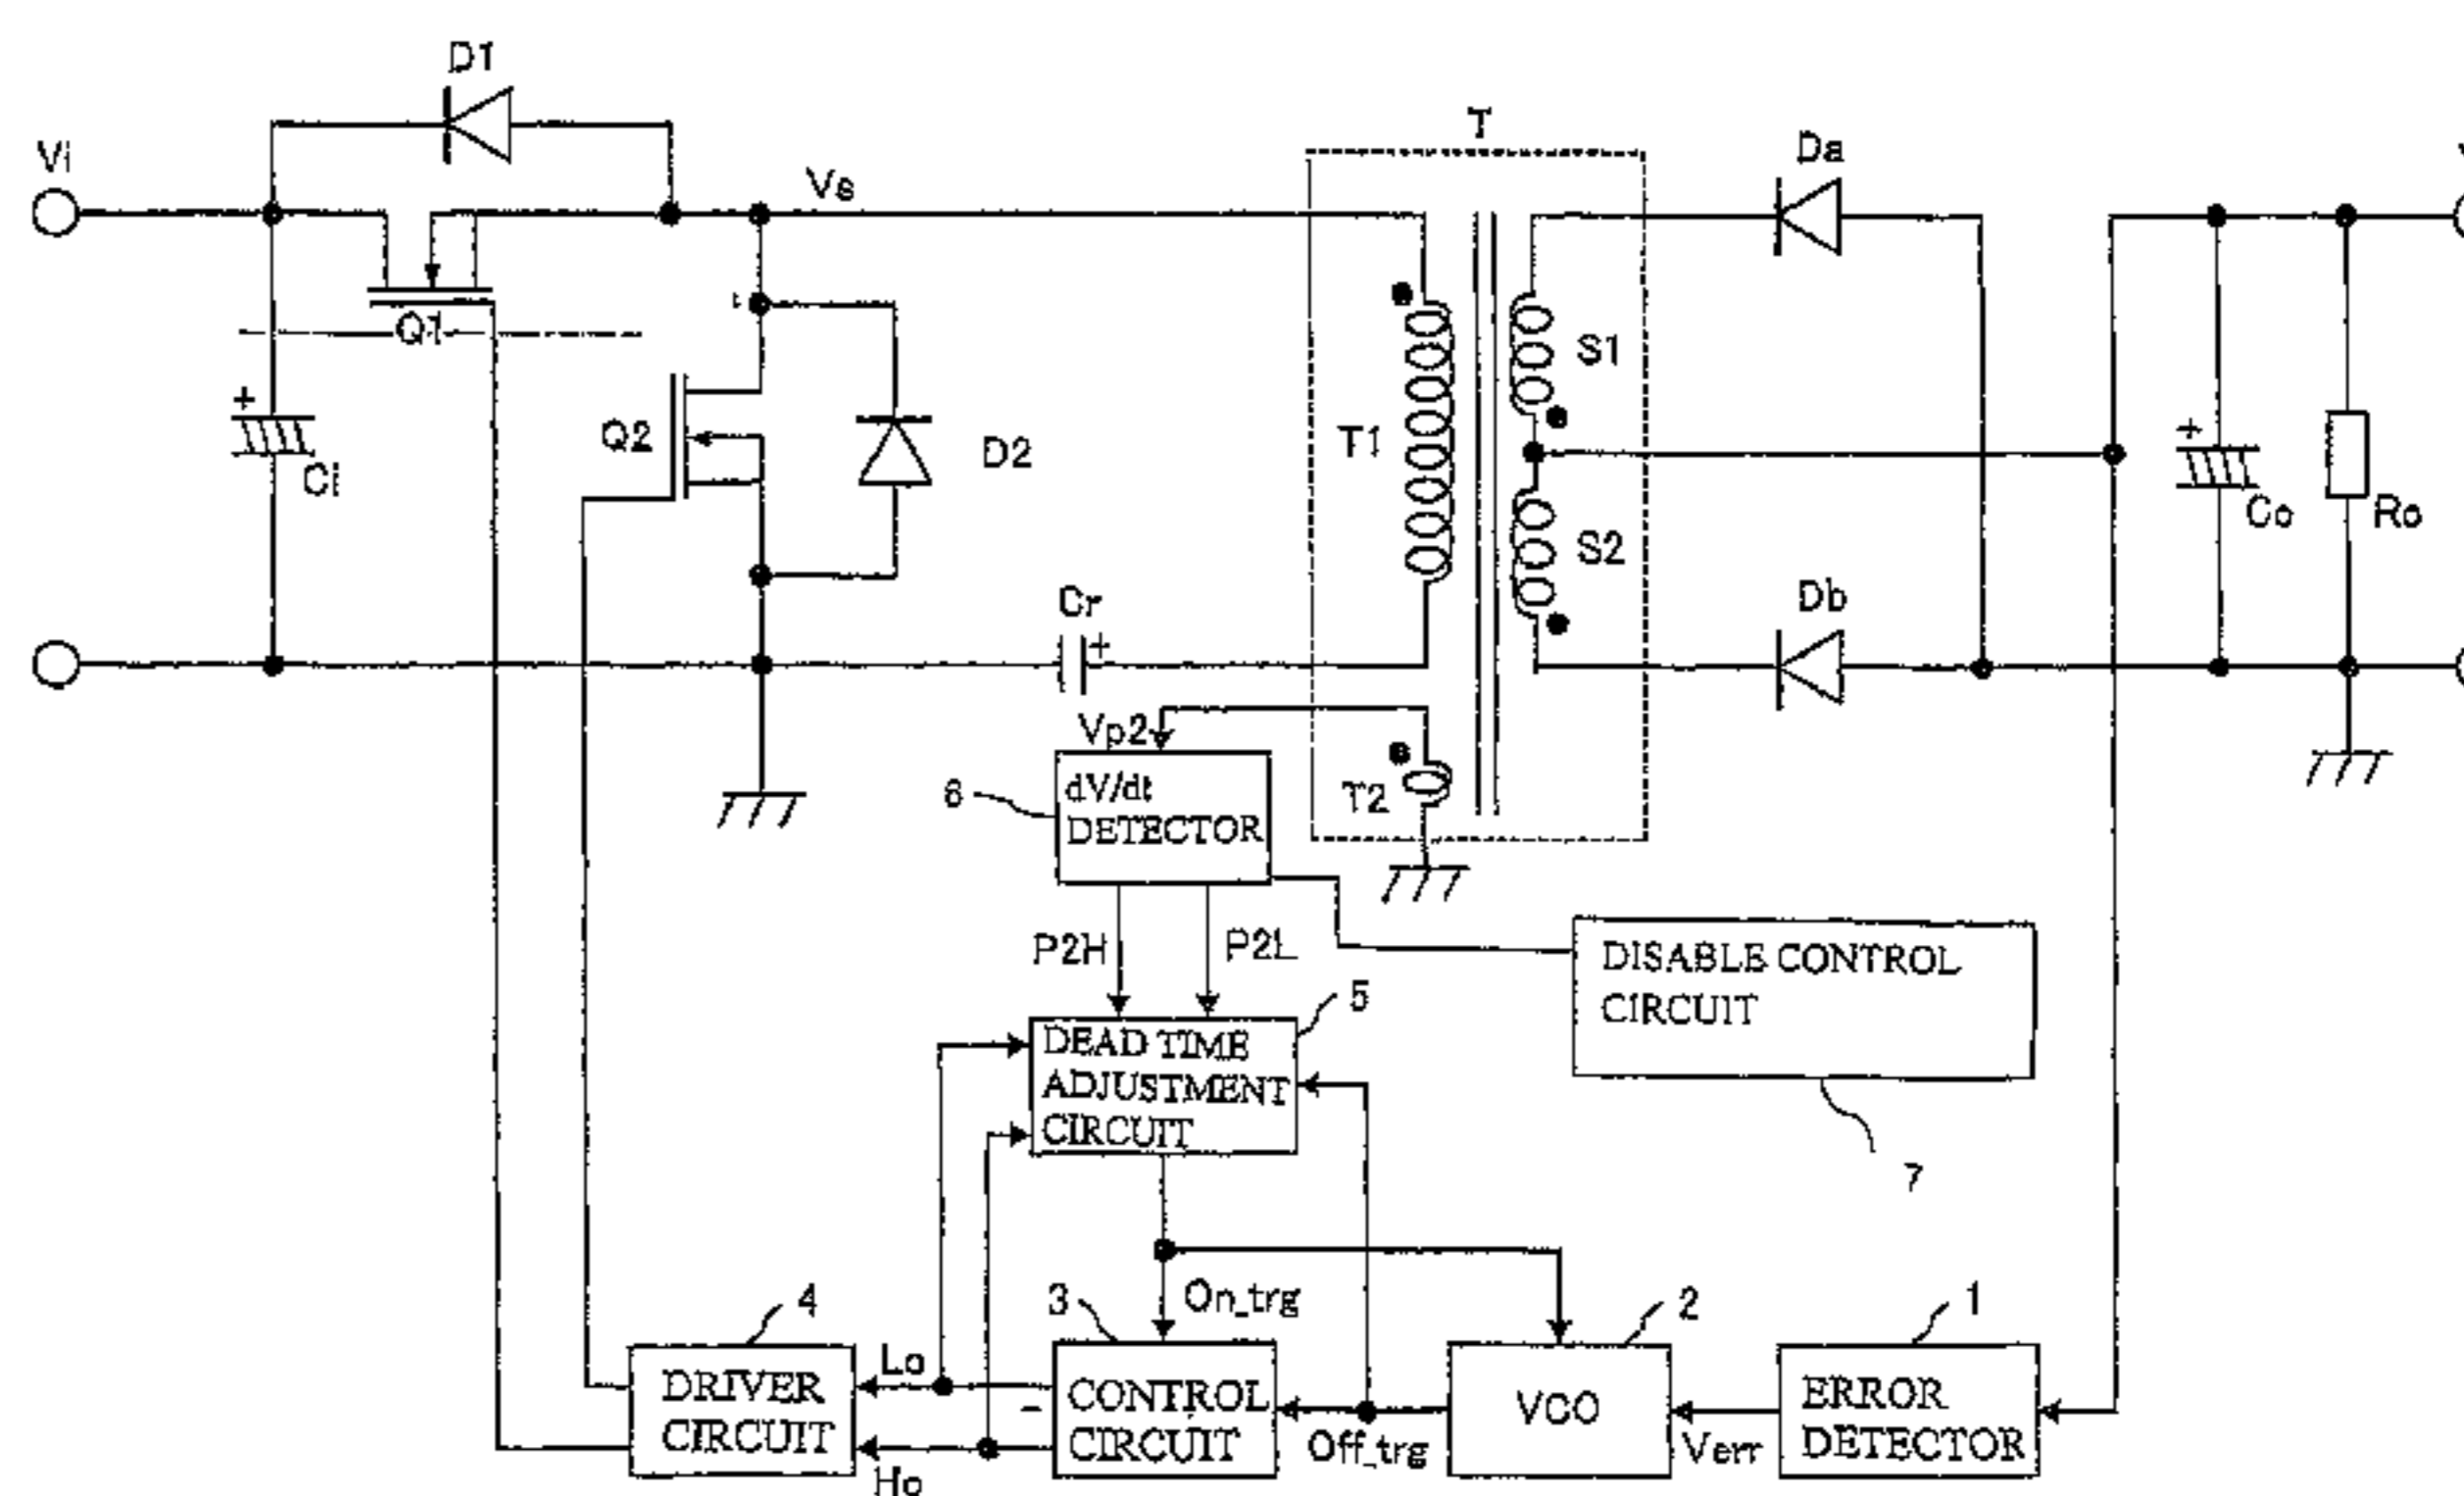 D1
Vi
Vs
T
Da
Q1
S1
Q2
D2
T1
Ci
S2
Co
Ro
Cr
+
+
+
Db
Vp2
6
dV/dt
DETECTOR
T2
P2H
P2L
DISABLE CONTROL
CIRCUIT
5
DEAD TIME
ADJUSTMENT
CIRCUIT
7
4
3
On_trg
2
1
Lo
DRIVER
CIRCUIT
CONTROL
CIRCUIT
VCO
ERROR
DETECTOR
Ho
Off_trg
Verr